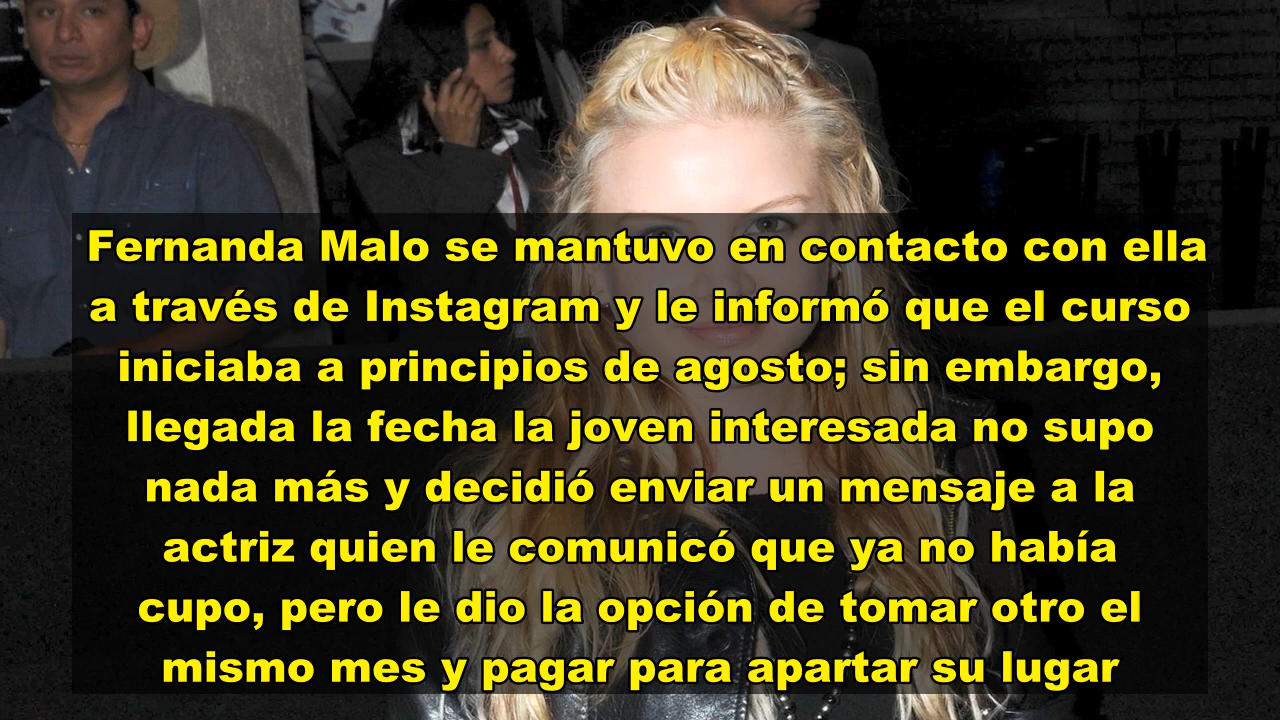 Fernanda Malo se mantuvo en contacto con ella
a través de Instagram y le informó que el curso
iniciaba a principios de agosto; sin embargo,
llegada la fecha la joven interesada no supo
nada más y decidió enviar un mensaje a la
actriz quien le comunicó que ya no había
cupo, pero le dio la opción de tomar otro el
mismo mes y pagar para apartar su lugar